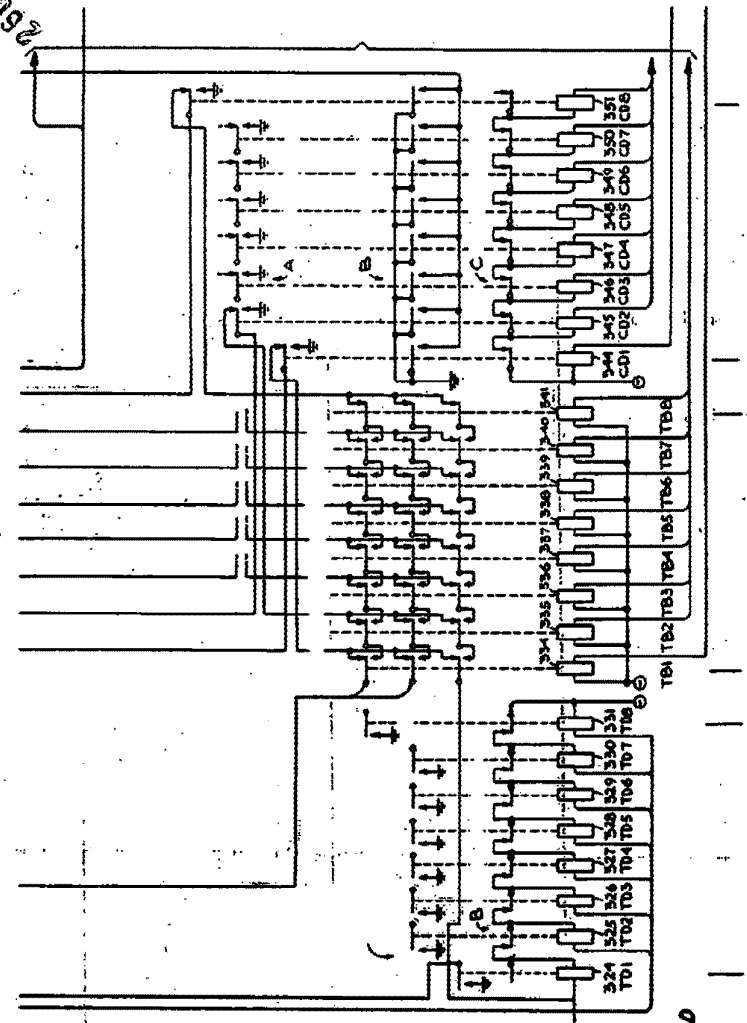 260
351 CD8
350 CD7
349 CD6
348 CD5
347 CD4
346 CD3
345 CD2
344 CD1
A
B
C
341 TB8
340 TB7
339 TB6
338 TB5
337 TB4
336 TB3
335 TB2
334 TB1
331 TD8
330 TD7
329 TD6
328 TD5
327 TD4
326 TD3
325 TD2
324 TD1
B